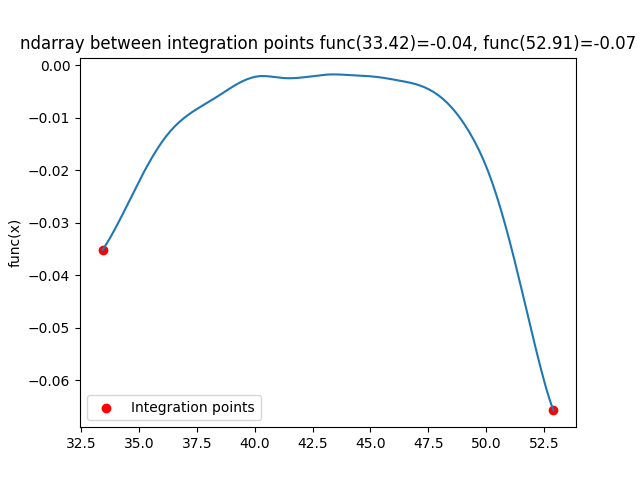 ndarray between integration points func(33.42)=-0.04, func(52.91)=-0.07
0.00
−0.01
−0.02
−0.03
−0.04
−0.05
−0.06
func(x)
Integration points
32.5 35.0 37.5 40.0 42.5 45.0 47.5 50.0 52.5